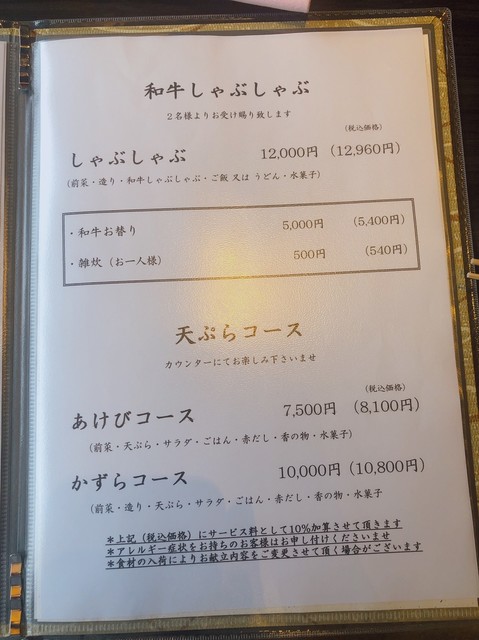 和牛しゃぶしゃぶ
2名様よりお受け賜り致します
(税込価格)
しゃぶしゃぶ 12,000円 (12,960円)
(前菜・造り・和牛しゃぶしゃぶ・ご飯 又は うどん・水菓子)
・和牛お替り 5,000円 (5,400円)
・雑炊 (お一人様) 500円 (540円)
天ぷらコース
カウンターにてお楽しみ下さいませ
(税込価格)
あけびコース 7,500円 (8,100円)
(前菜・天ぷら・サラダ・ごはん・赤だし・香の物・水菓子)
かずらコース 10,000円 (10,800円)
(前菜・造り・天ぷら・サラダ・ごはん・赤だし・香の物・水菓子
*上記 (税込価格) にサービス料として10%加算させて頂きます
*アレルギー症状をお持ちのお客様はお申し付けくださいませ
*食材の入荷によりお献立内容をご変更させて頂く場合がございます